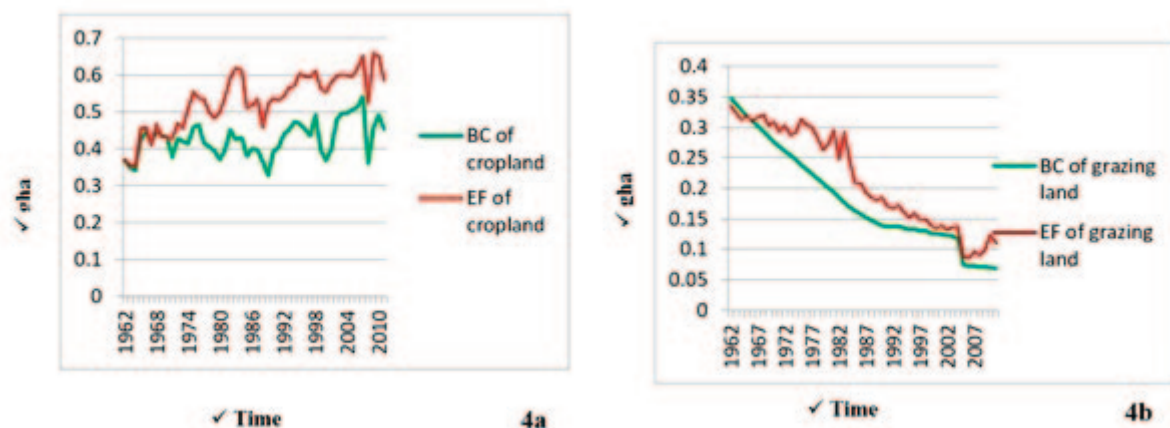 0.7
0.6
0.5
0.4
0.3
0.2
0.1
0
✓ gha
1962
1968
1974
1980
1986
1992
1998
2004
2010
BC of
cropland
EF of
cropland
✓ Time
4a
0.4
0.35
0.3
0.25
0.2
0.15
0.1
0.05
0
✓ gha
1962
1967
1972
1977
1982
1987
1992
1997
2002
2007
BC of grazing
land
EF of grazing
land
✓ Time
4b